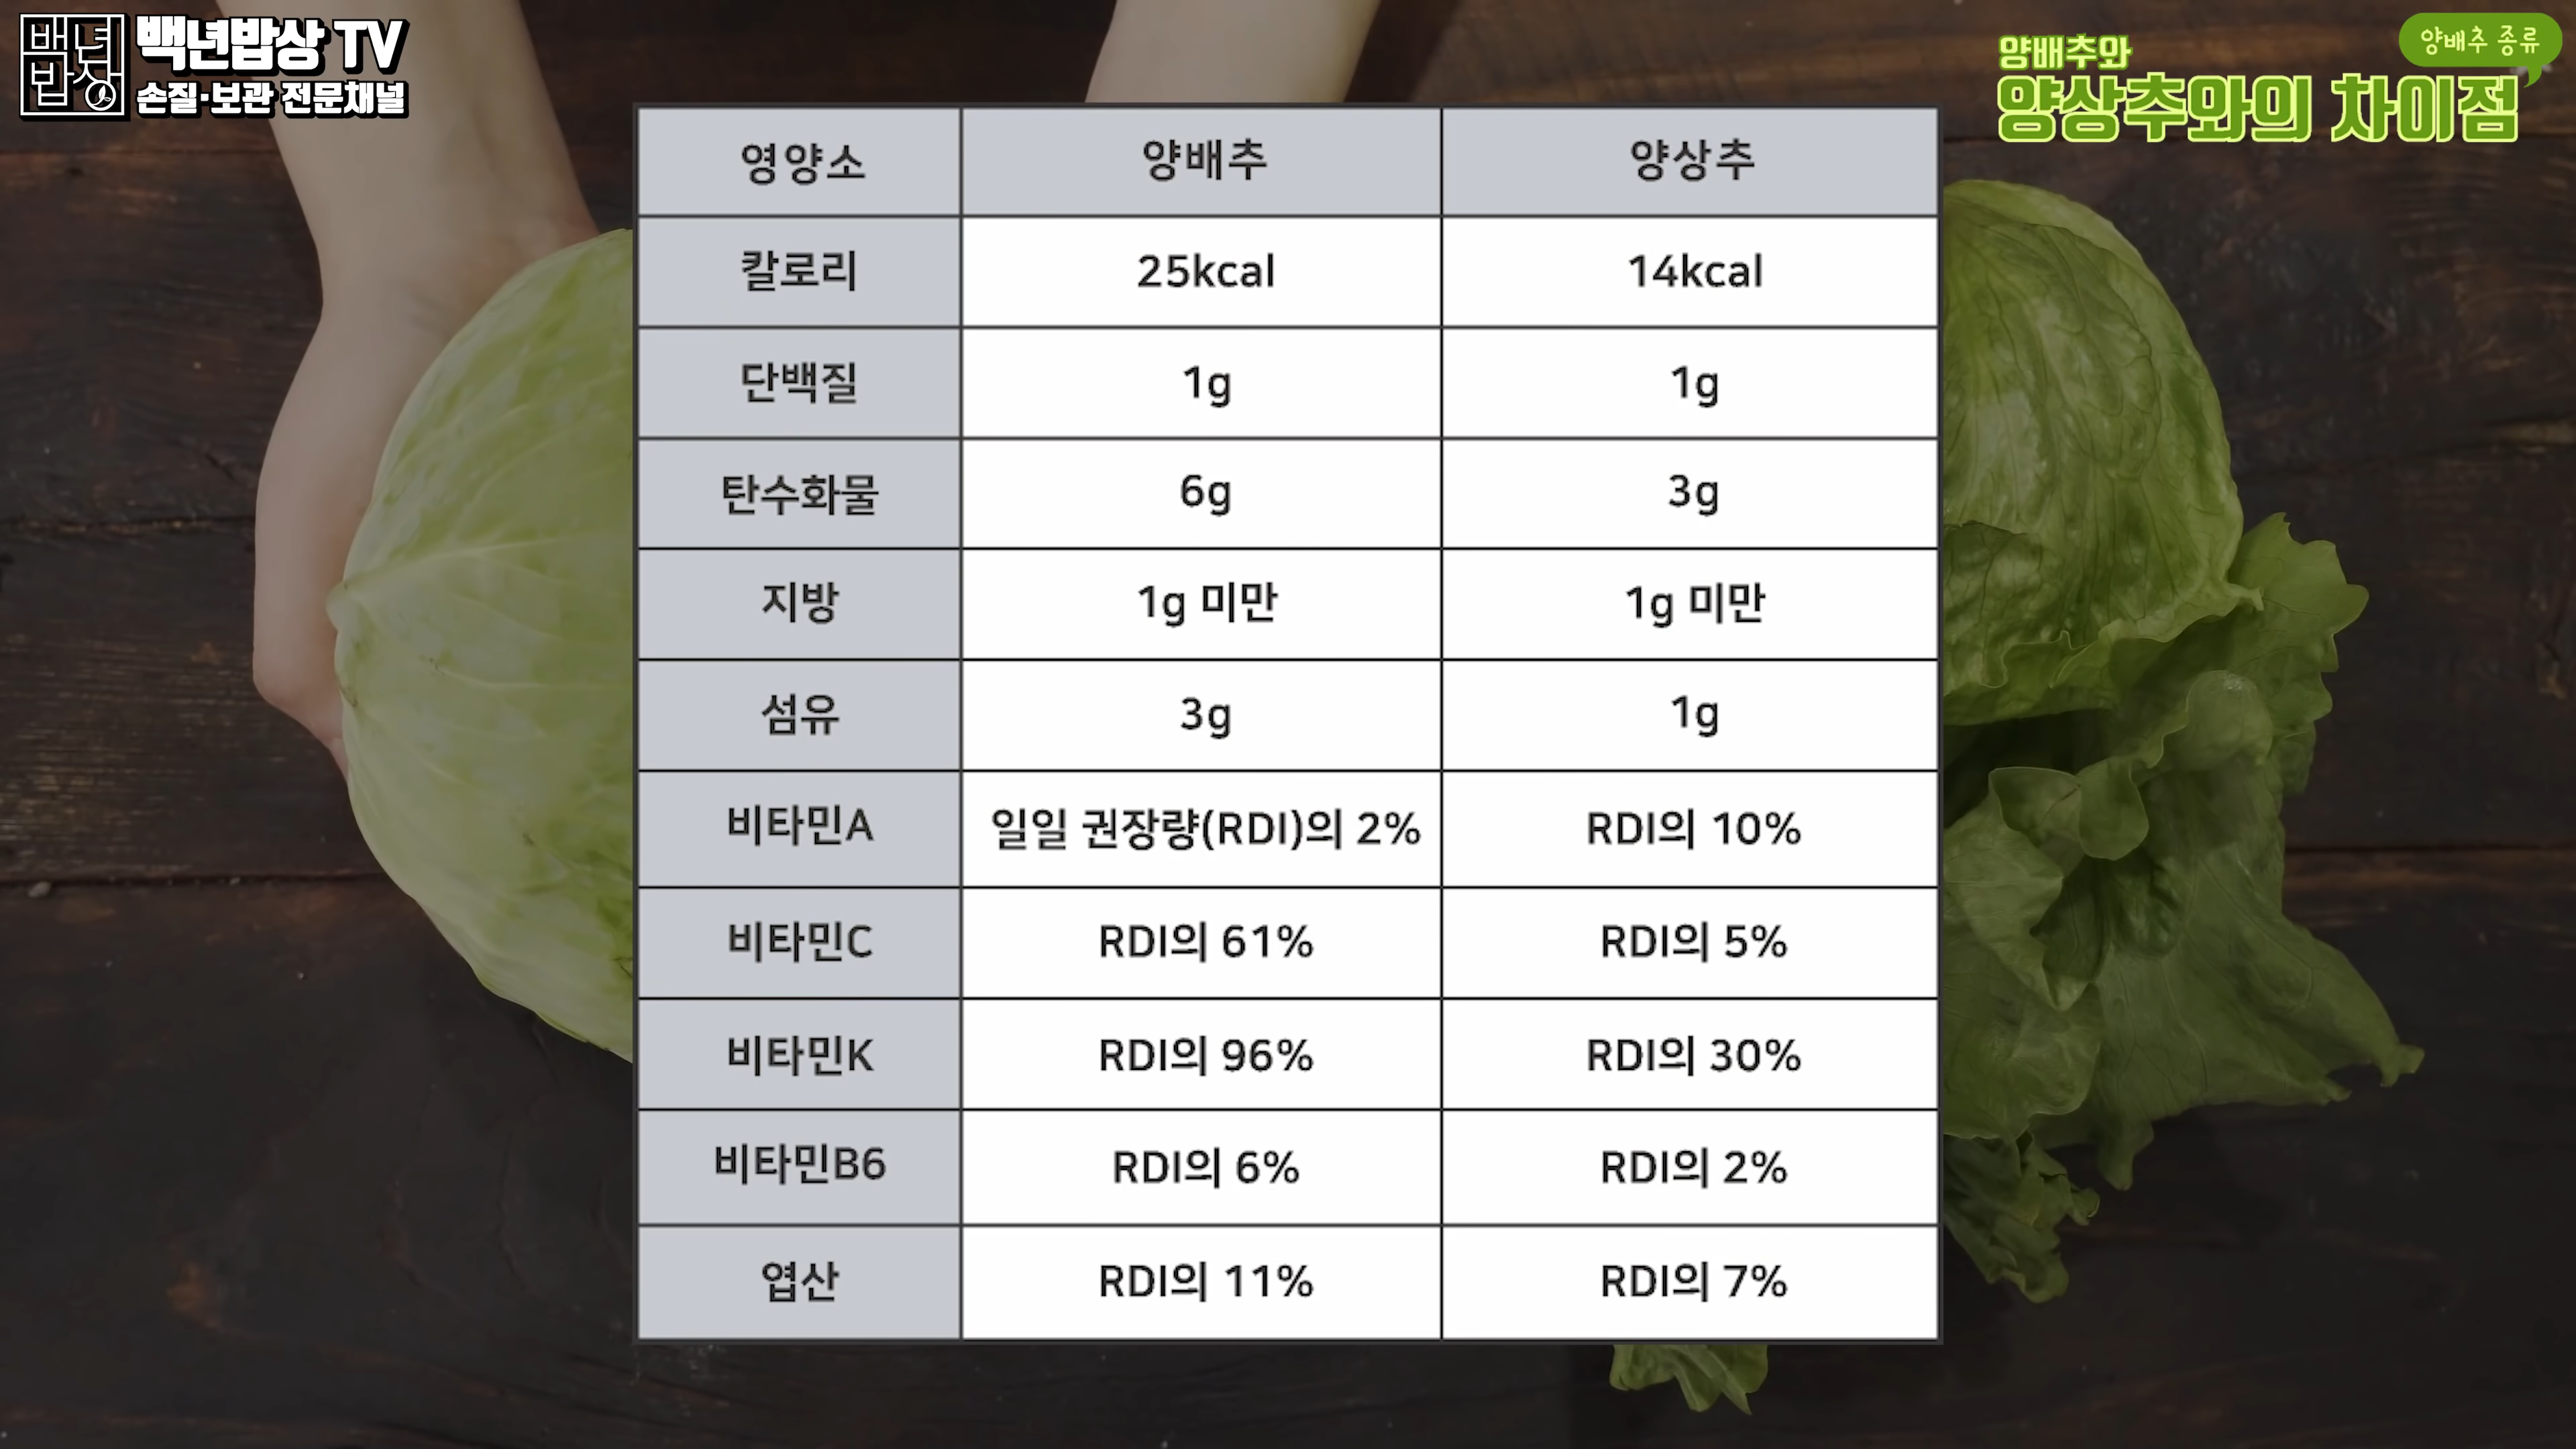 백년
밥상
백년밥상 TV
손질·보관 전문채널
양배추 종류
양배추와
양상추와의 차이점
영양소 양배추 양상추
칼로리 25kcal 14kcal
단백질 1g 1g
탄수화물 6g 3g
지방 1g 미만 1g 미만
섬유 3g 1g
비타민A 일일 권장량(RDI)의 2% RDI의 10%
비타민C RDI의 61% RDI의 5%
비타민K RDI의 96% RDI의 30%
비타민B6 RDI의 6% RDI의 2%
엽산 RDI의 11% RDI의 7%